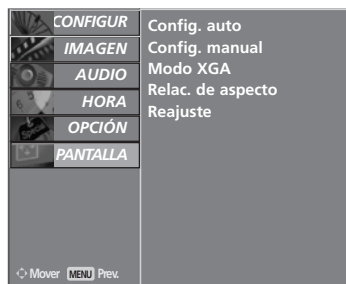 CONFIGUR
IMAGEN
AUDIO
HORA
OPCIÓN
PANTALLA
Mover MENU Prev.
Config. auto
Config. manual
Modo XGA
Relac. de aspecto
Reajuste